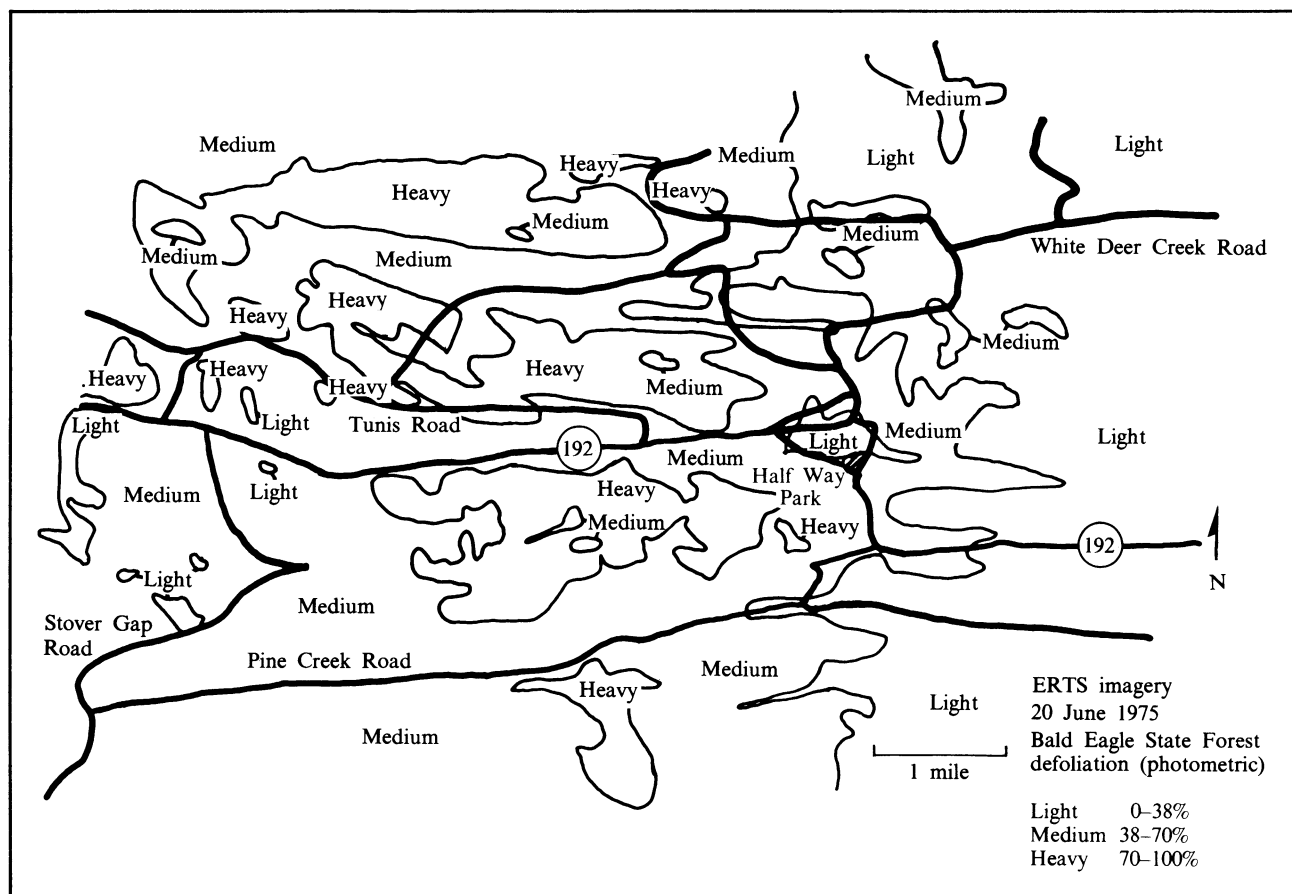 Medium
Light
Medium
Heavy
Medium
Light
Heavy
Heavy
Medium
Medium
Medium
White Deer Creek Road
Medium
Heavy
Heavy
Medium
Heavy
Heavy
Heavy
Medium
Heavy
Light
Light
Tunis Road
Light
Medium
Light
192
Medium
Half Way
Park
Light
Heavy
Medium
Medium
Heavy
192
N
Light
Medium
Stover Gap
Road
Pine Creek Road
Medium
Heavy
Light
Medium
ERTS imagery
20 June 1975
Bald Eagle State Forest
defoliation (photometric)
1 mile
Light 0–38%
Medium 38–70%
Heavy 70–100%